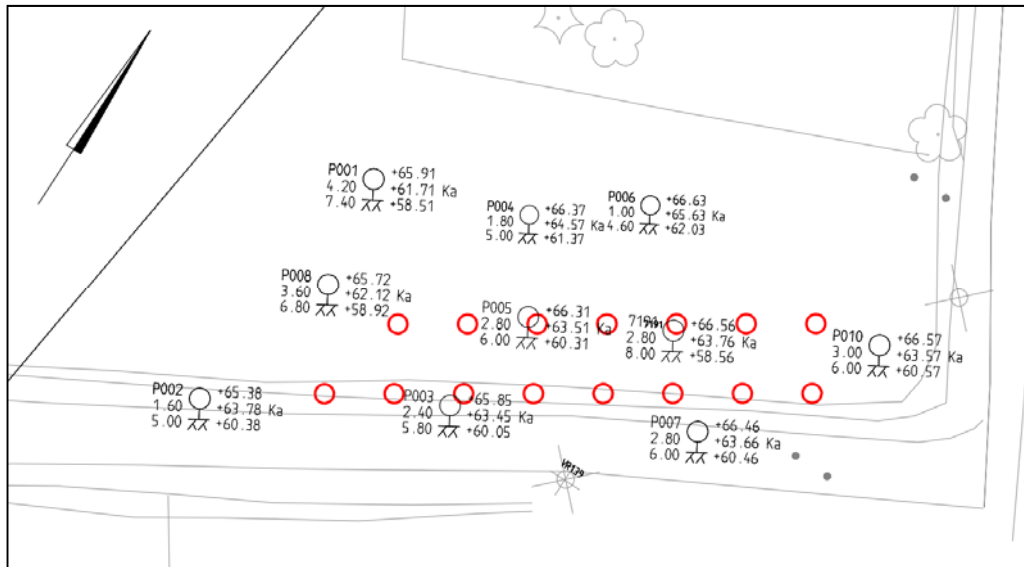 P001 +65.91
4.20 +61.71 Ka
7.40 +58.51
P004 +66.37
1.80 +64.57 Ka
5.00 +61.37
P006 +66.63
1.00 +65.63 Ka
4.60 +62.03
P008 +65.72
3.60 +62.12 Ka
6.80 +58.92
P005 +66.31
2.80 +63.51 Ka
6.00 +60.31
7191 7191 +66.56
2.80 +63.76 Ka
8.00 +58.56
P010 +66.57
3.00 +63.57 Ka
6.00 +60.57
P002 +65.38
1.60 +63.78 Ka
5.00 +60.38
P003 +65.85
2.40 +63.45 Ka
5.80 +60.05
P007 +66.46
2.80 +63.66 Ka
6.00 +60.46